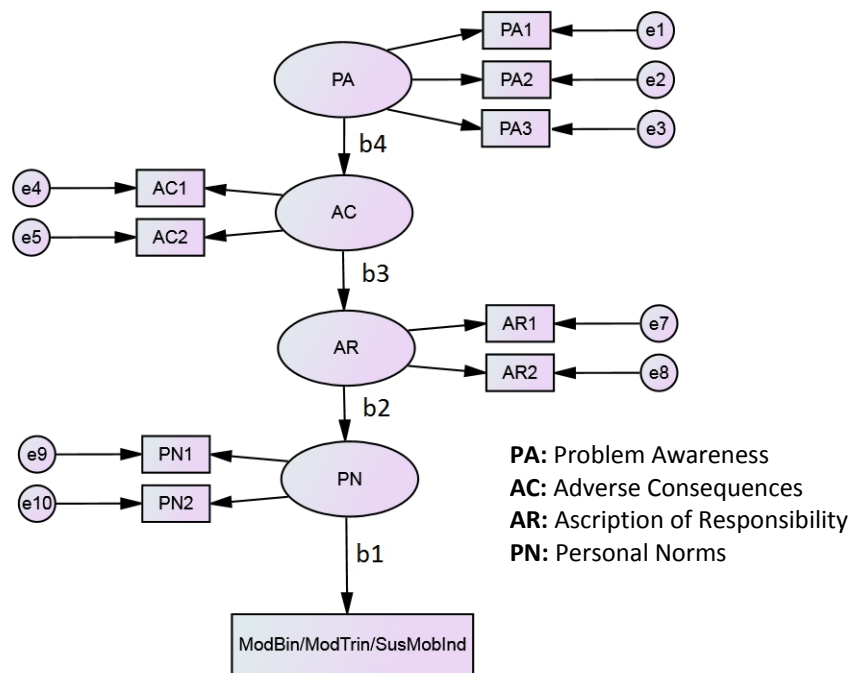 PA1
e1
PA
PA2
e2
PA3
e3
b4
e4
AC1
AC
e5
AC2
b3
AR1
e7
AR
AR2
e8
b2
e9
PN1
PN
e10
PN2
PA: Problem Awareness
AC: Adverse Consequences
AR: Ascription of Responsibility
PN: Personal Norms
b1
ModBin/ModTrin/SusMobInd